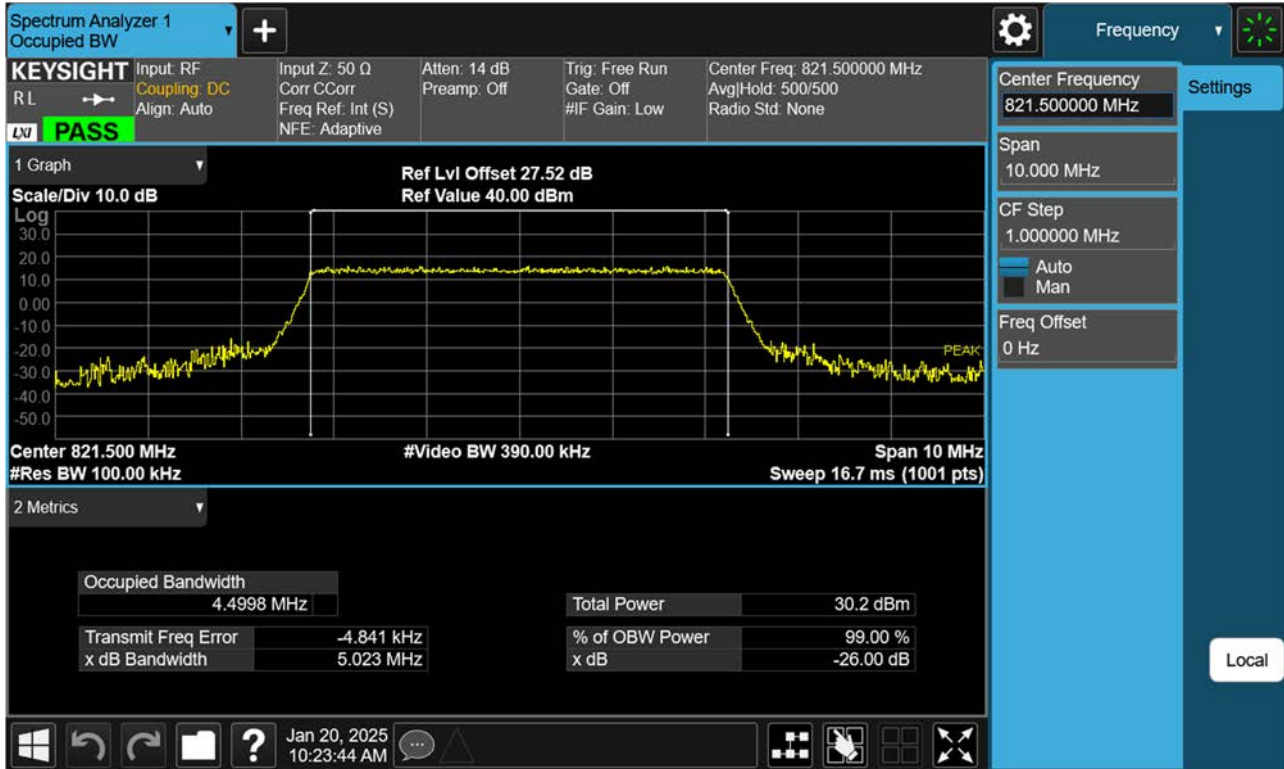 Spectrum Analyzer 1
Occupied BW
Frequency
KEYSIGHT
RL
LXI
PASS
Input: RF
Coupling: DC
Align: Auto
Input Z: 50 Ω
Corr CCorr
Freq Ref: Int (S)
NFE: Adaptive
Atten: 14 dB
Preamp: Off
Trig: Free Run
Gate: Off
#IF Gain: Low
Center Freq: 821.500000 MHz
Avg|Hold: 500/500
Radio Std: None
Center Frequency
821.500000 MHz
Settings
Span
10.000 MHz
CF Step
1.000000 MHz
Auto
Man
Freq Offset
0 Hz
Local
1 Graph
Scale/Div 10.0 dB
Ref Lvl Offset 27.52 dB
Ref Value 40.00 dBm
Log
30.0
20.0
10.0
0.00
-10.0
-20.0
-30.0
-40.0
-50.0
PEAK
Center 821.500 MHz
#Video BW 390.00 kHz
Span 10 MHz
#Res BW 100.00 kHz
Sweep 16.7 ms (1001 pts)
2 Metrics
Occupied Bandwidth
4.4998 MHz
Total Power 30.2 dBm
Transmit Freq Error -4.841 kHz
% of OBW Power 99.00 %
x dB Bandwidth 5.023 MHz
x dB -26.00 dB
?
Jan 20, 2025
10:23:44 AM